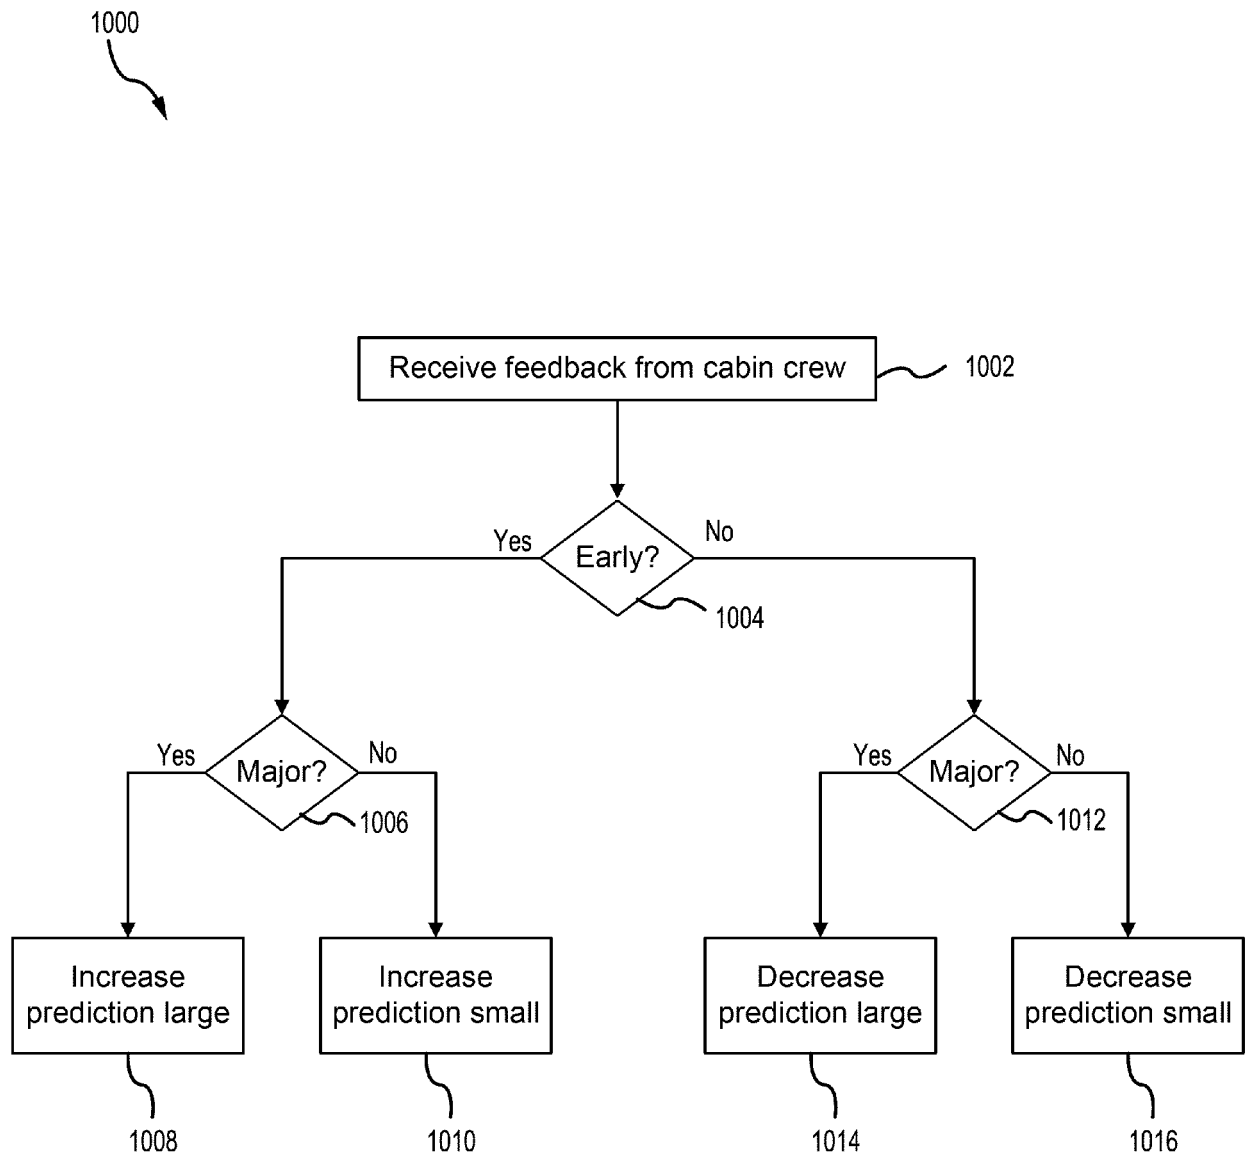 1000
Receive feedback from cabin crew
1002
Yes
No
Early?
1004
Yes
No
Major?
1006
Yes
No
Major?
1012
Increase
prediction large
Increase
prediction small
Decrease
prediction large
Decrease
prediction small
1008
1010
1014
1016